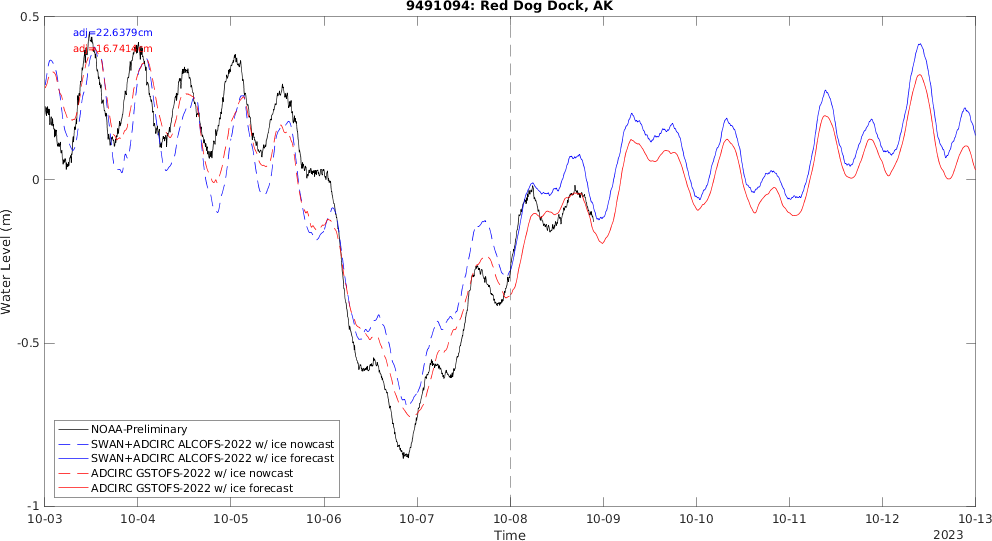 9491094: Red Dog Dock, AK
adj=22.6379cm
adj=16.7414cm
Water Level (m)
0.5
0
-0.5
-1
NOAA-Preliminary
SWAN+ADCIRC ALCOFS-2022 w/ ice nowcast
SWAN+ADCIRC ALCOFS-2022 w/ ice forecast
ADCIRC GSTOFS-2022 w/ ice nowcast
ADCIRC GSTOFS-2022 w/ ice forecast
10-03 10-04 10-05 10-06 10-07 10-08 10-09 10-10 10-11 10-12 10-13
Time
2023